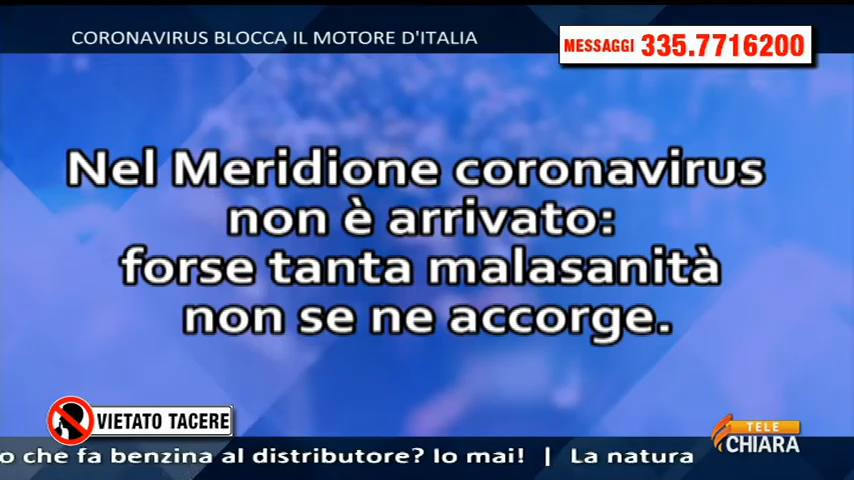 CORONAVIRUS BLOCCA IL MOTORE D'ITALIA
MESSAGGI 335.7716200
Nel Meridione coronavirus
non è arrivato:
forse tanta malasanità
non se ne accorge.
VIETATO TACERE
TELE
CHIARA
o che fa benzina al distributore? Io mai! | La natura